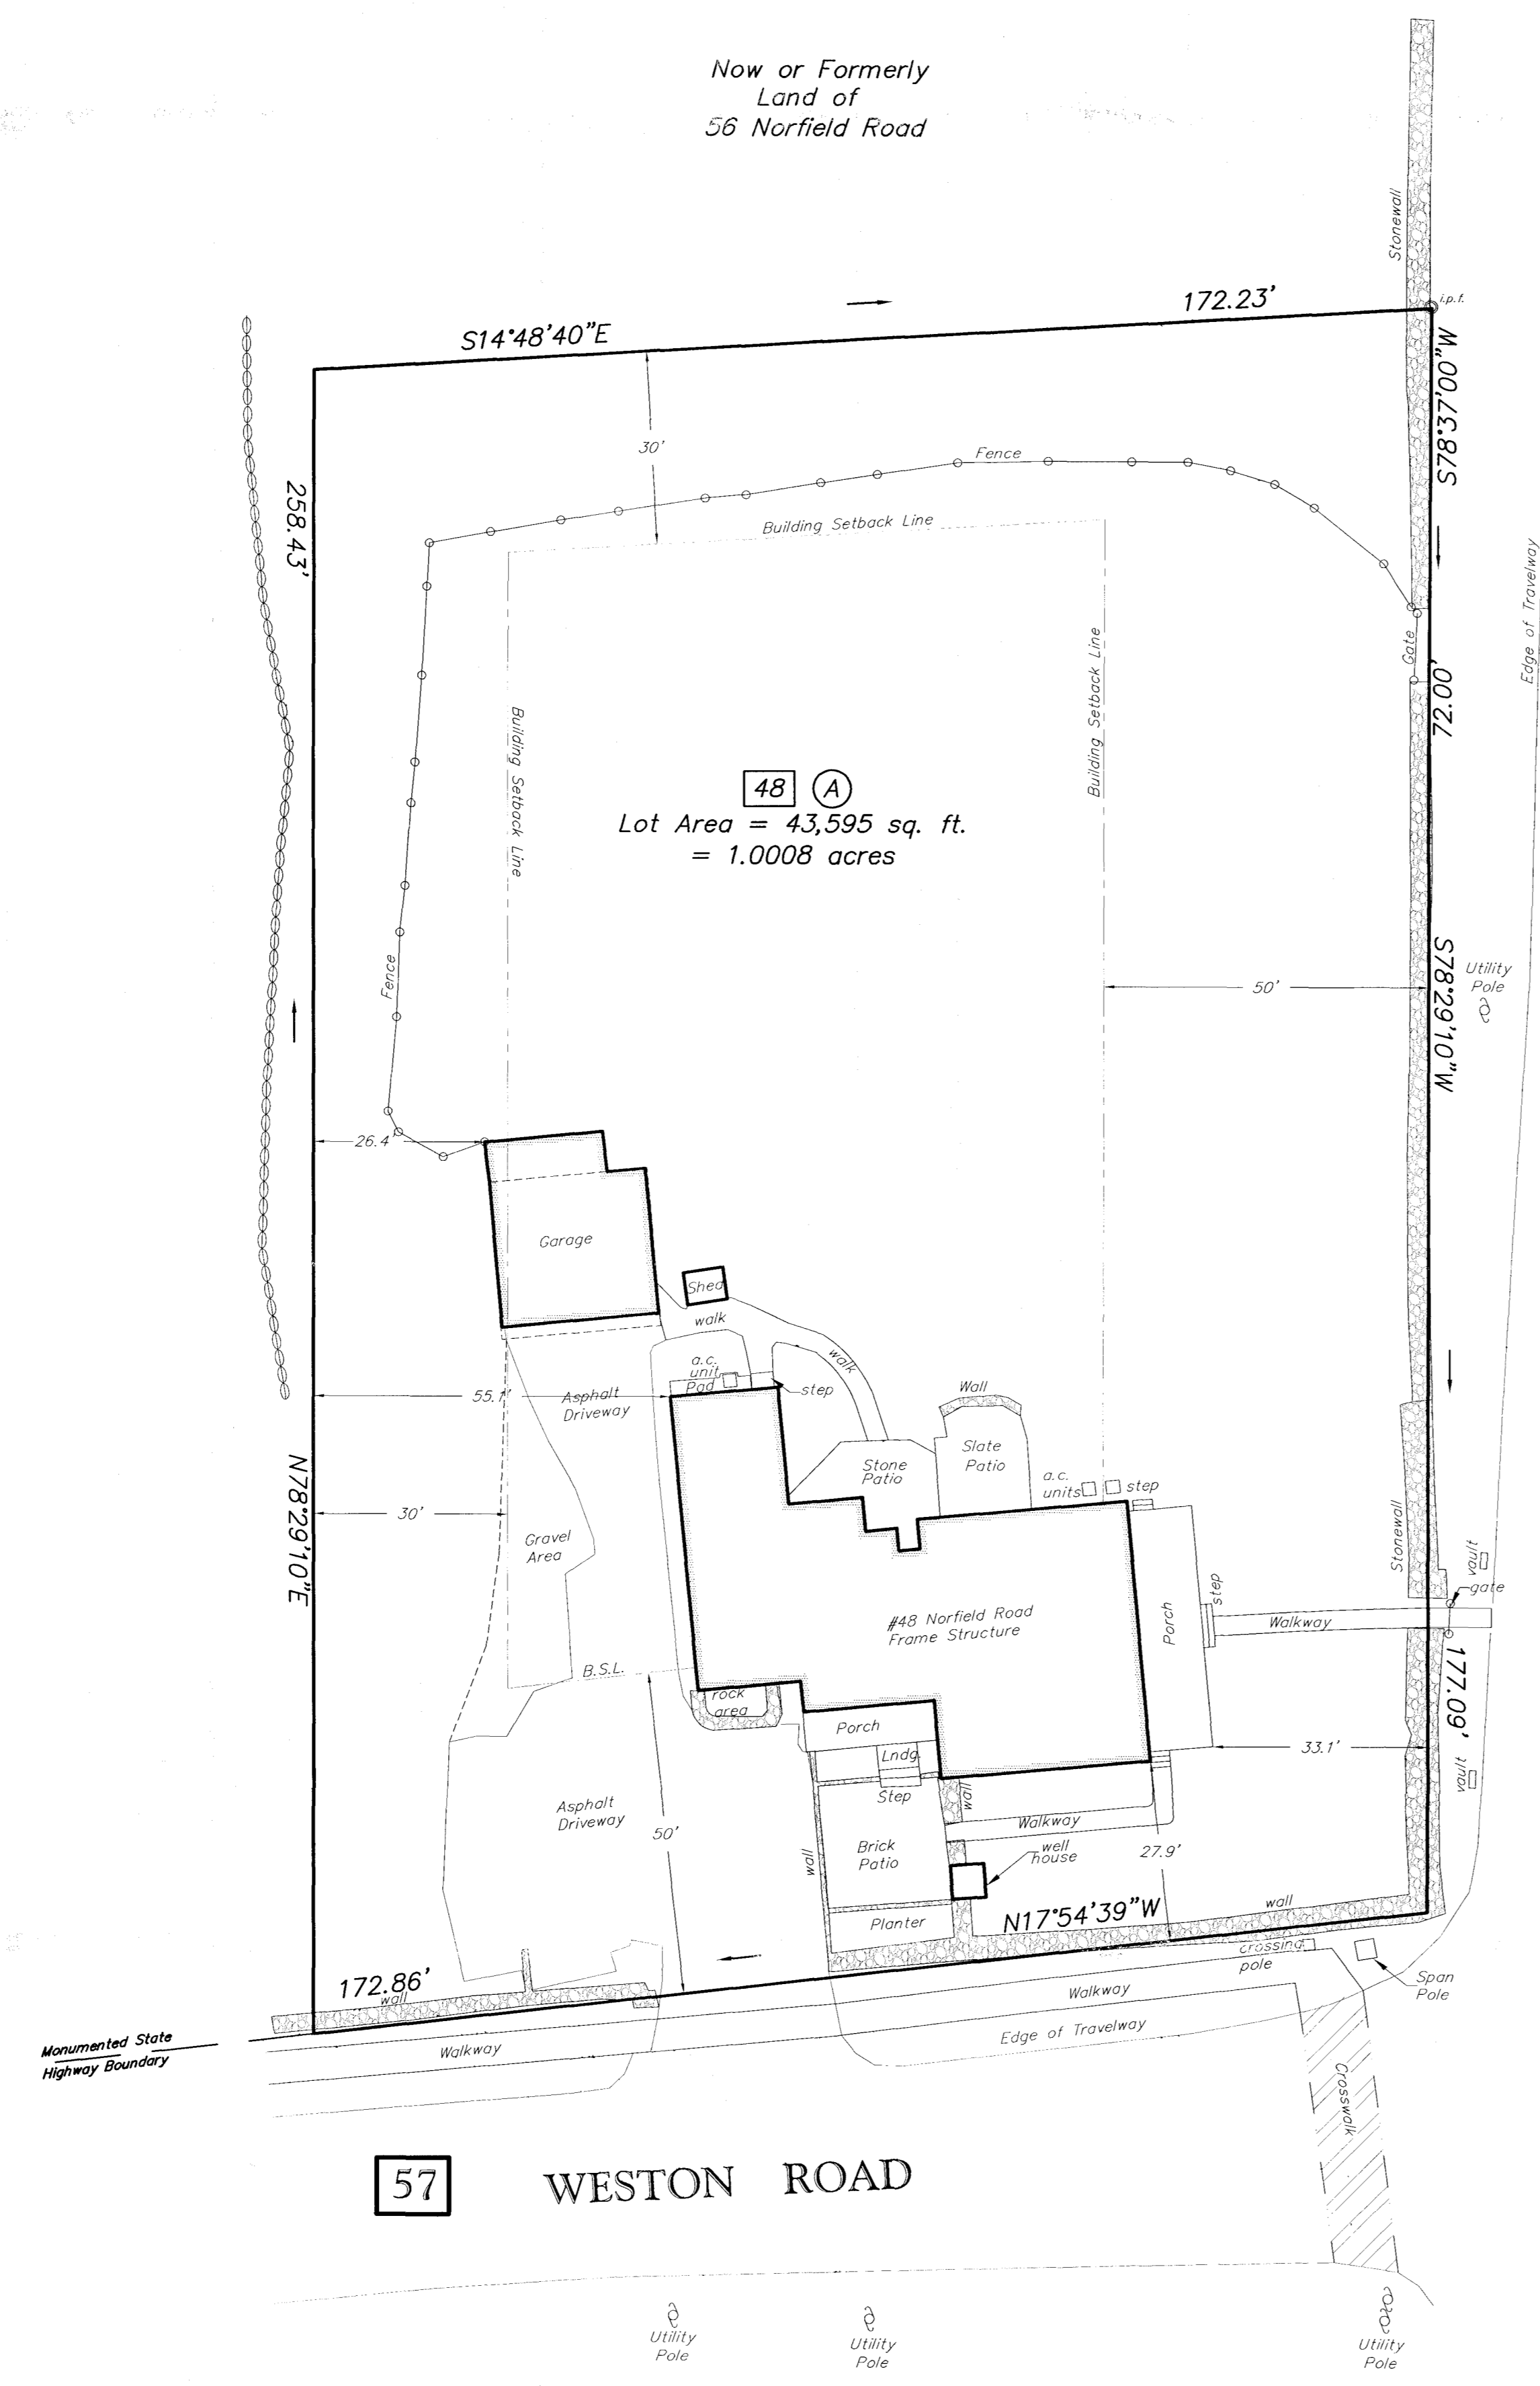 Now or Formerly
Land of
56 Norfield Road
Stonewall
i.p.f.
172.23'
S14°48'40"E
S78°37'00"W
30'
Fence
258.43'
Building Setback Line
Edge of Travelway
Gate
Building Setback Line
72.00'
Building Setback Line
48 A
Lot Area = 43,595 sq. ft.
= 1.0008 acres
Fence
50'
S78°29'10"W
Utility
Pole
26.4'
Garage
Shed
walk
walk
a.c.
unit
Pad
step
55.1'
Asphalt
Driveway
Wall
Slate
Patio
Stone
Patio
a.c.
units
step
N78°29'10"E
30'
Gravel
Area
Stonewall
vault
gate
step
Porch
Walkway
#48 Norfield Road
Frame Structure
B.S.L.
rock
area
Porch
177.09'
33.1'
vault
Lndg.
Step
wall
Asphalt
Driveway
50'
Walkway
wall
Brick
Patio
well
house
27.9'
Planter
N17°54'39"W
wall
crossing
pole
Span
Pole
172.86'
wall
Walkway
Monumented State
Highway Boundary
Walkway
Edge of Travelway
Crosswalk
57 WESTON ROAD
Utility
Pole
Utility
Pole
Utility
Pole